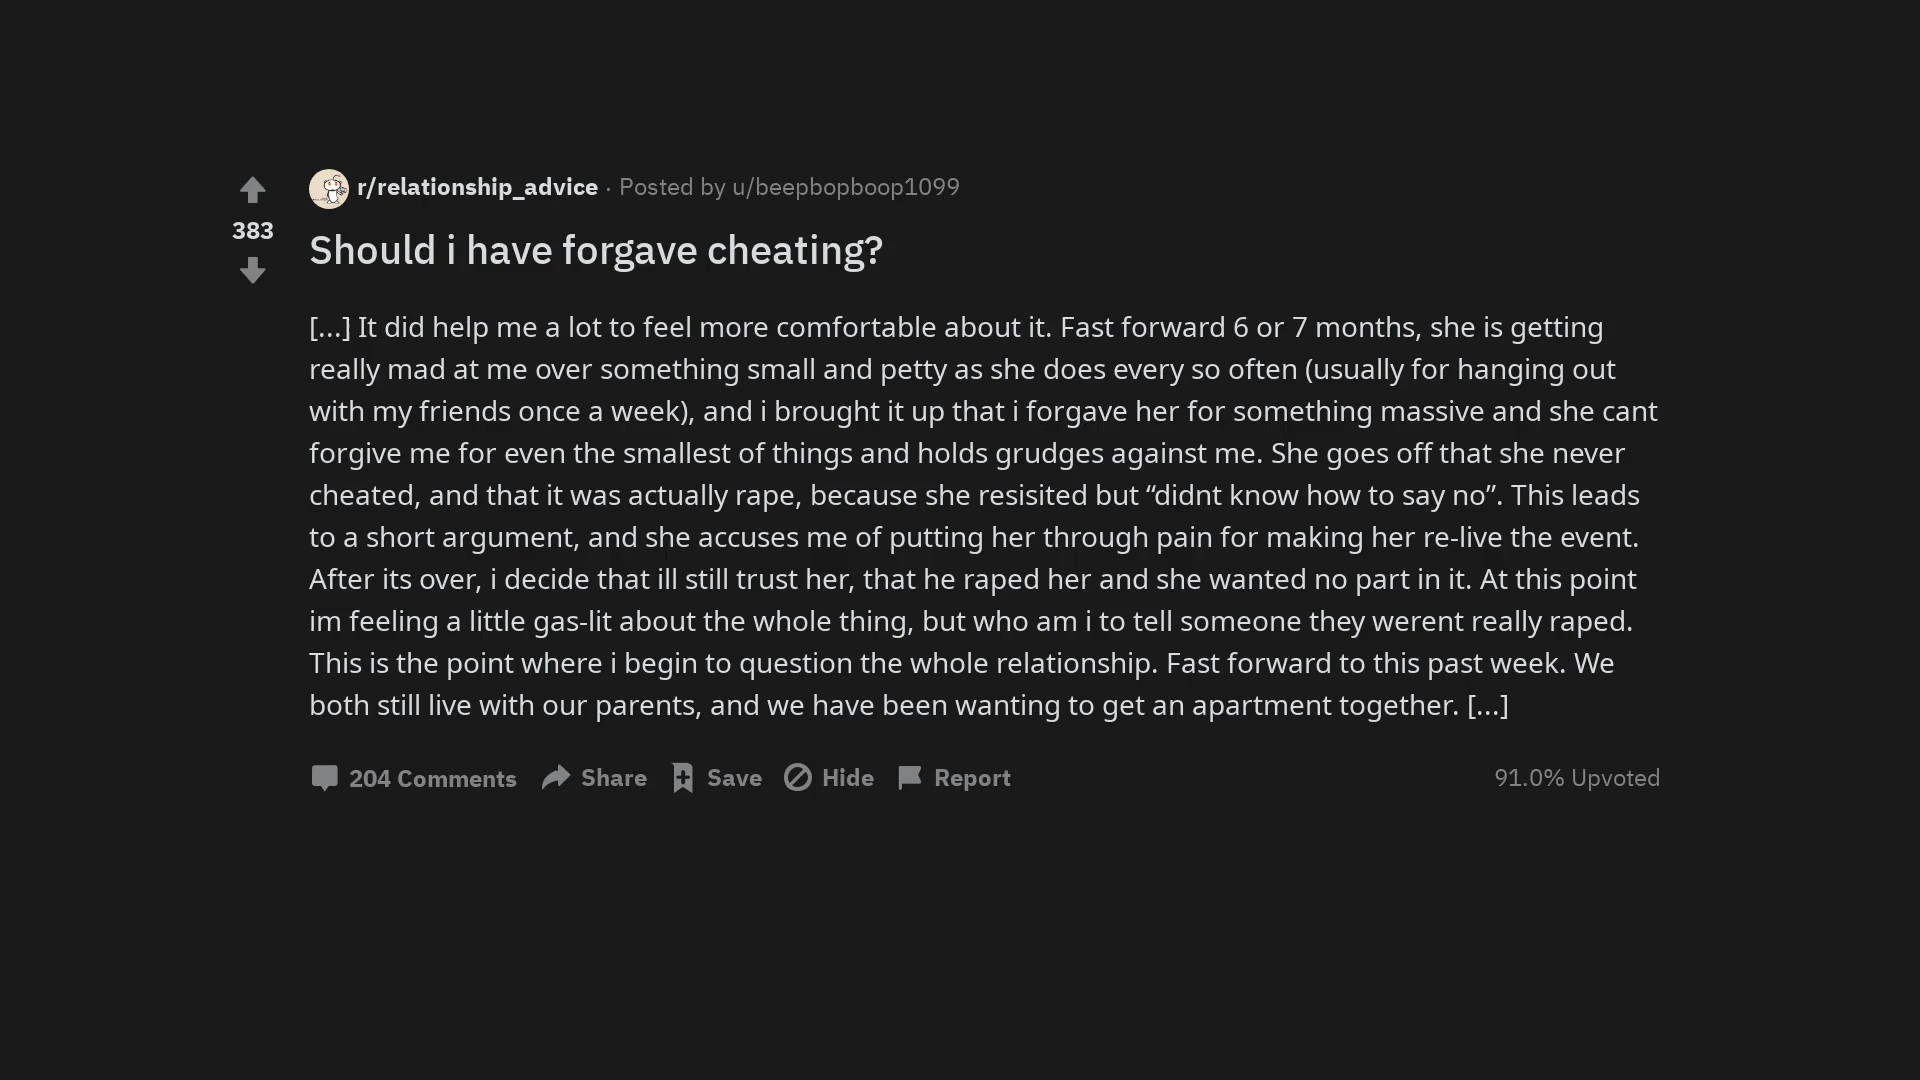 r/relationship_advice · Posted by u/beepbopboop1099
383
Should i have forgave cheating?
[...] It did help me a lot to feel more comfortable about it. Fast forward 6 or 7 months, she is getting
really mad at me over something small and petty as she does every so often (usually for hanging out
with my friends once a week), and i brought it up that i forgave her for something massive and she cant
forgive me for even the smallest of things and holds grudges against me. She goes off that she never
cheated, and that it was actually rape, because she resisited but “didnt know how to say no”. This leads
to a short argument, and she accuses me of putting her through pain for making her re-live the event.
After its over, i decide that ill still trust her, that he raped her and she wanted no part in it. At this point
im feeling a little gas-lit about the whole thing, but who am i to tell someone they werent really raped.
This is the point where i begin to question the whole relationship. Fast forward to this past week. We
both still live with our parents, and we have been wanting to get an apartment together. [...]
204 Comments Share Save Hide Report 91.0% Upvoted